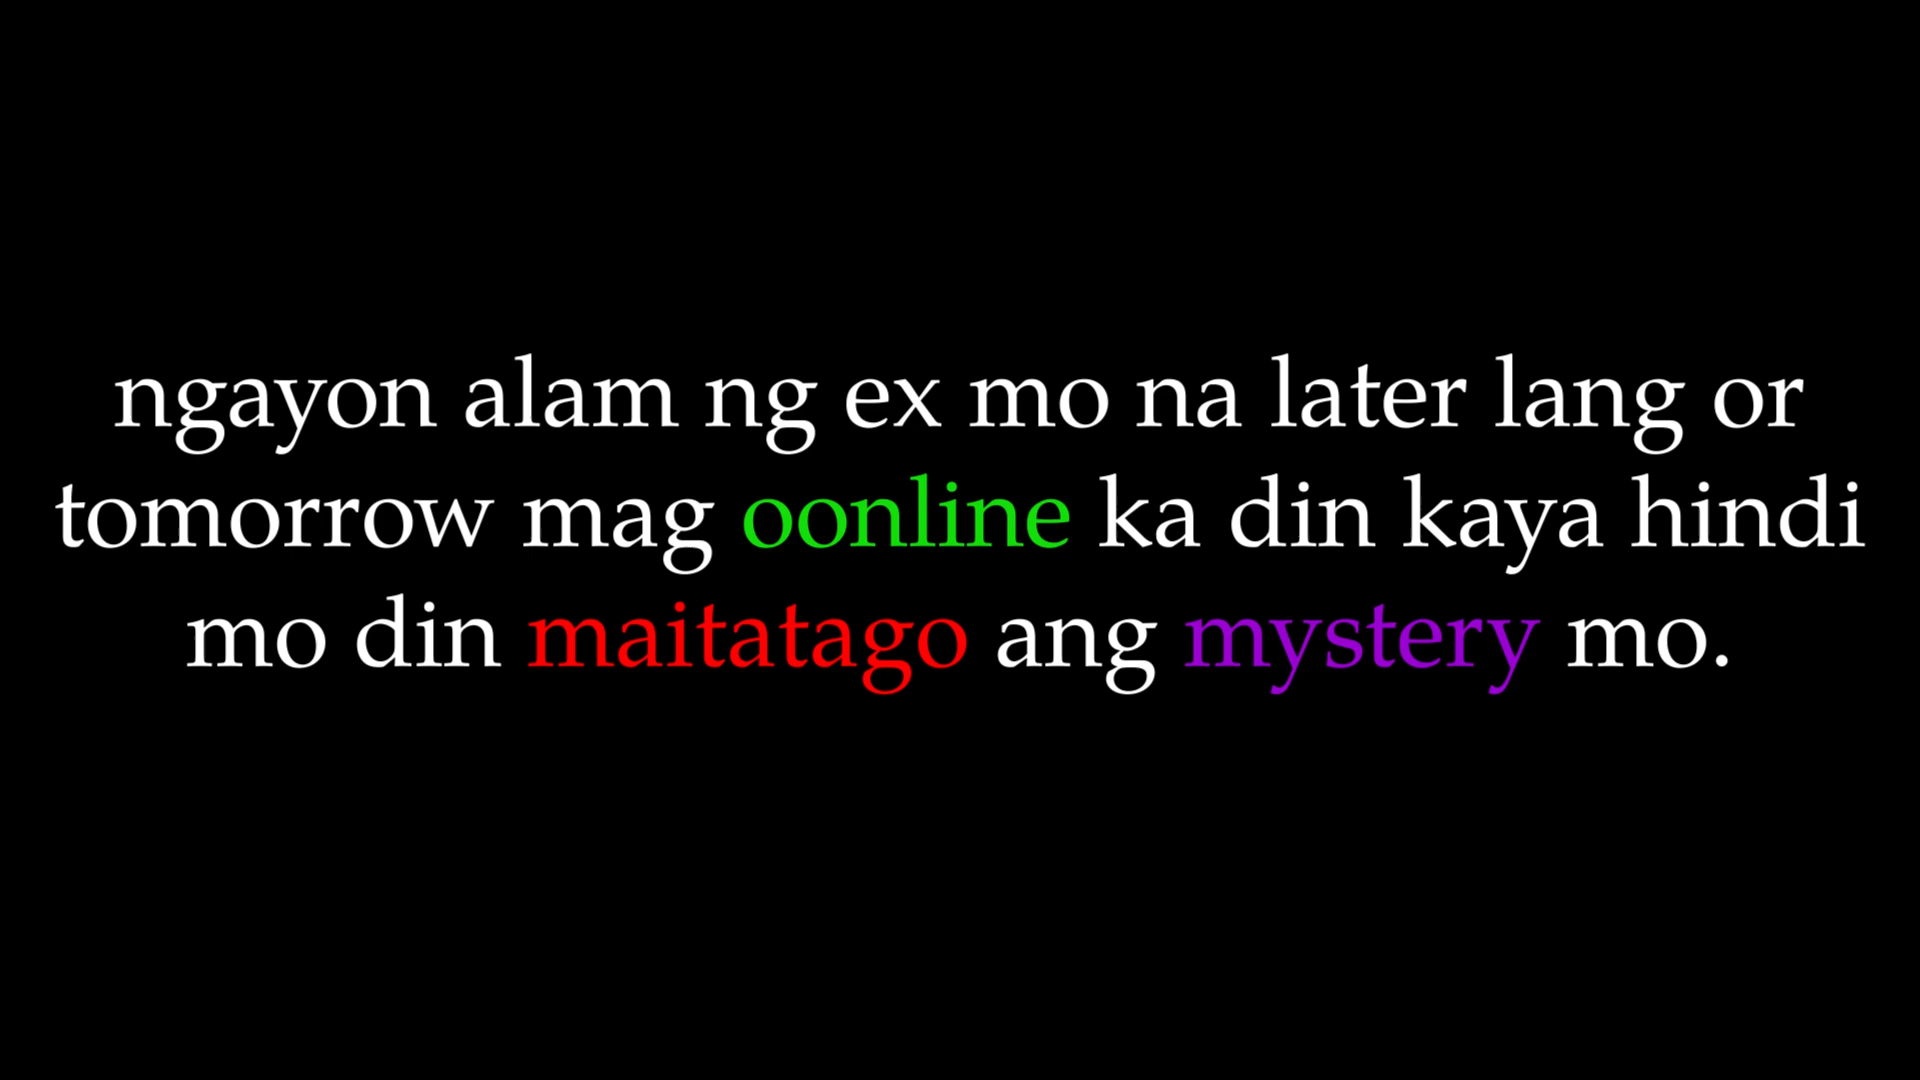 ngayon alam ng ex mo na later lang or
tomorrow mag oonline ka din kaya hindi
mo din maitatago ang mystery mo.